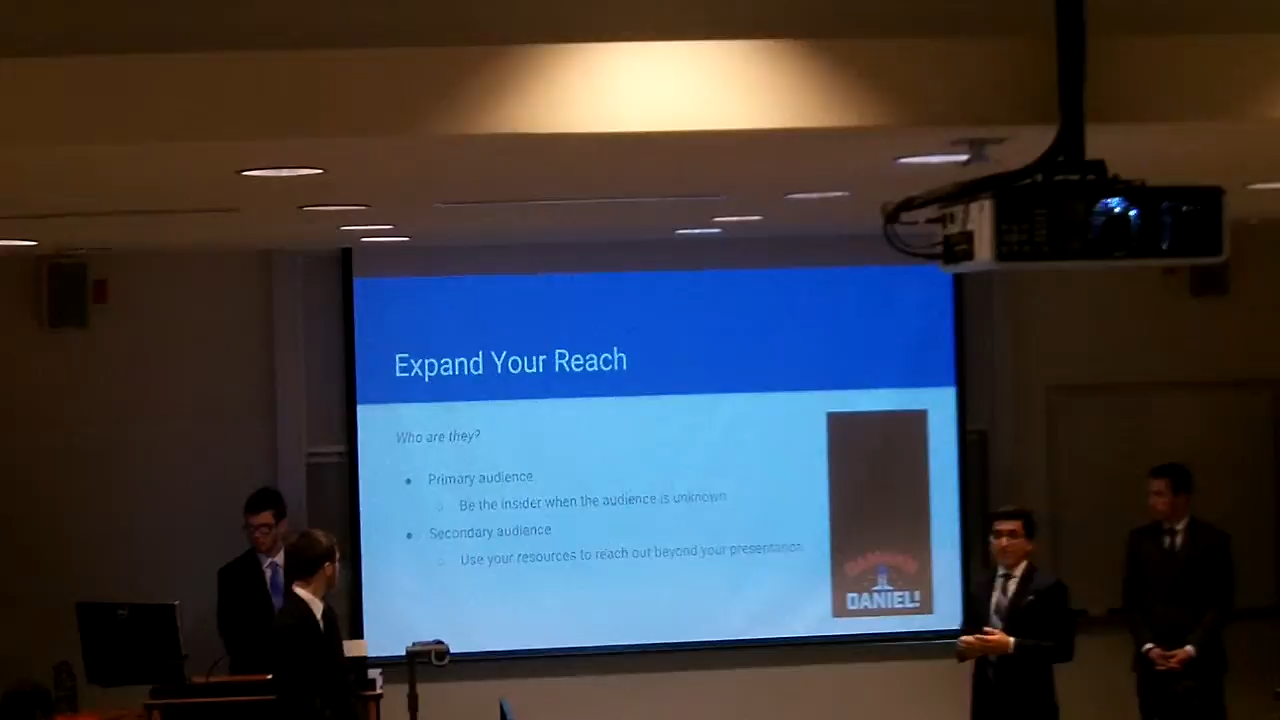 Expand Your Reach
Who are they?
● Primary audience
○ Be the insider when the audience is unknown
● Secondary audience
○ Use your resources to reach out beyond your presentation
DANIEL!